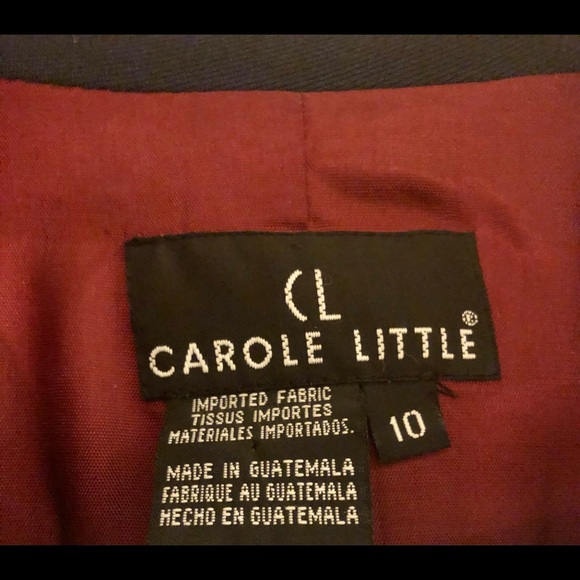 CL
CAROLE LITTLE®
IMPORTED FABRIC
TISSUS IMPORTES
MATERIALES IMPORTADOS.
10
MADE IN GUATEMALA
FABRIQUE AU GUATEMALA
HECHO EN GUATEMALA